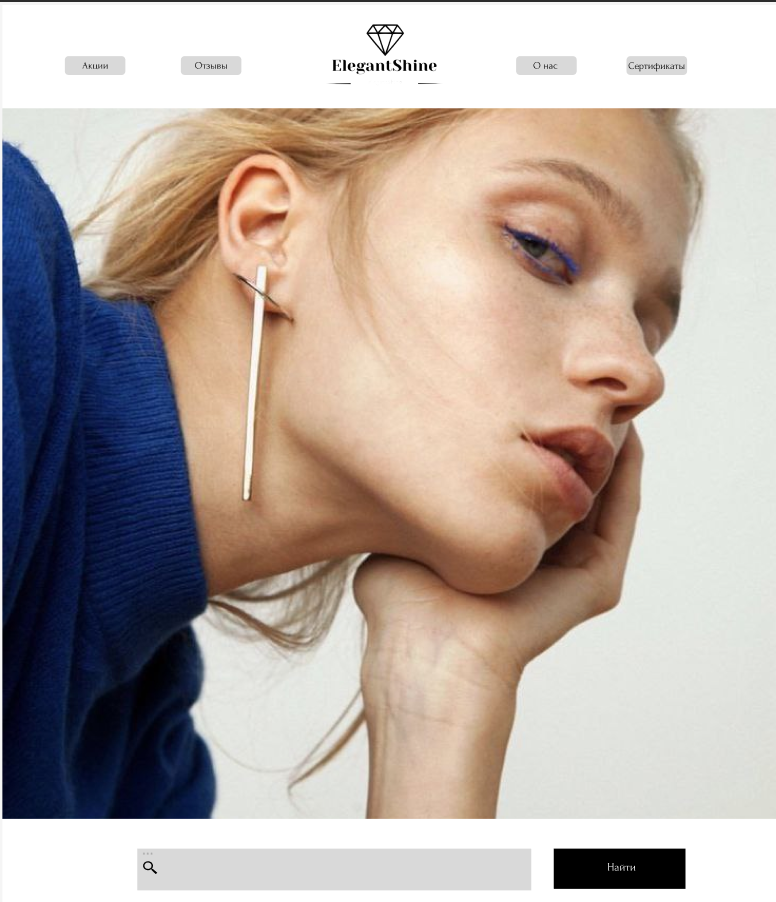 Акции
Отзывы
ElegantShine
О нас
Сертификаты
...
Найти